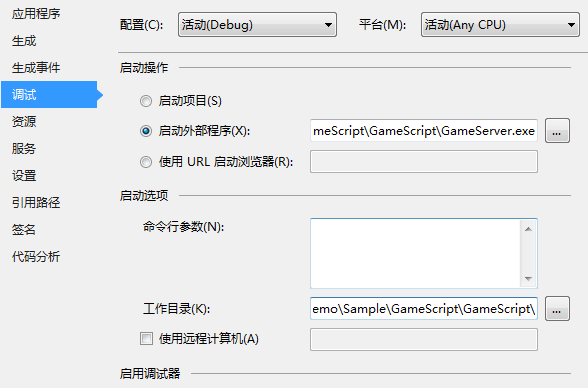 应用程序
生成
生成事件
调试
资源
服务
设置
引用路径
签名
代码分析
配置(C): 活动(Debug) 平台(M): 活动(Any CPU)
启动操作
启动项目(S)
启动外部程序(X): meScript\GameScript\GameServer.exe ...
使用 URL 启动浏览器(R):
启动选项
命令行参数(N):
工作目录(K): emo\Sample\GameScript\GameScript\ ...
使用远程计算机(A)
启用调试器